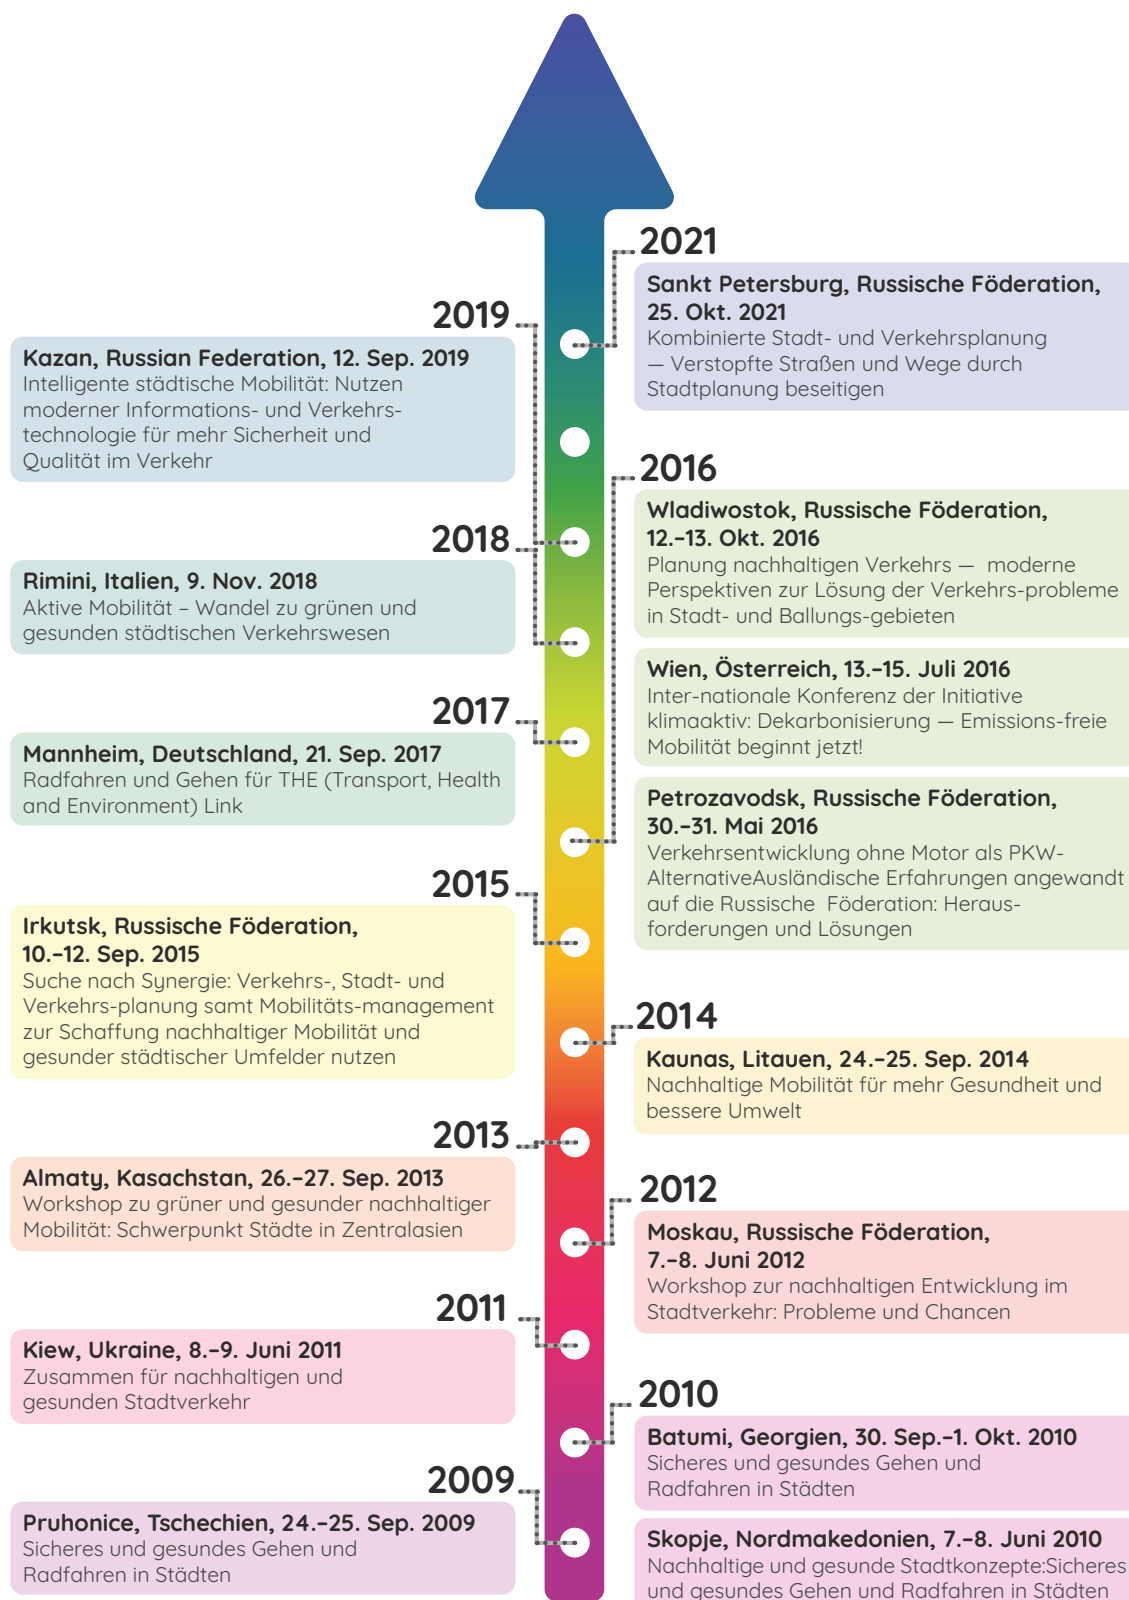 2021
Sankt Petersburg, Russische Föderation,
25. Okt. 2021
Kombinierte Stadt- und Verkehrsplanung
— Verstopfte Straßen und Wege durch
Stadtplanung beseitigen
2019
Kazan, Russian Federation, 12. Sep. 2019
Intelligente städtische Mobilität: Nutzen
moderner Informations- und Verkehrs-
technologie für mehr Sicherheit und
Qualität im Verkehr
2018
Rimini, Italien, 9. Nov. 2018
Aktive Mobilität – Wandel zu grünen und
gesunden städtischen Verkehrswesen
2017
Mannheim, Deutschland, 21. Sep. 2017
Radfahren und Gehen für THE (Transport, Health
and Environment) Link
2016
Wladiwostok, Russische Föderation,
12.–13. Okt. 2016
Planung nachhaltigen Verkehrs —  moderne
Perspektiven zur Lösung der Verkehrs-probleme
in Stadt- und Ballungs-gebieten
Wien, Österreich, 13.–15. Juli 2016
Inter-nationale Konferenz der Initiative
klimaaktiv: Dekarbonisierung — Emissions-freie
Mobilität beginnt jetzt!
Petrozavodsk, Russische Föderation,
30.–31. Mai 2016
Verkehrsentwicklung ohne Motor als PKW-
AlternativeAusländische Erfahrungen angewandt
auf die Russische  Föderation: Heraus-
forderungen und Lösungen
2015
Irkutsk, Russische Föderation,
10.–12. Sep. 2015
Suche nach Synergie: Verkehrs-, Stadt- und
Verkehrs-planung samt Mobilitäts-management
zur Schaffung nachhaltiger Mobilität und
gesunder städtischer Umfelder nutzen
2014
Kaunas, Litauen, 24.–25. Sep. 2014
Nachhaltige Mobilität für mehr Gesundheit und
bessere Umwelt
2013
Almaty, Kasachstan, 26.–27. Sep. 2013
Workshop zu grüner und gesunder nachhaltiger
Mobilität: Schwerpunkt Städte in Zentralasien
2012
Moskau, Russische Föderation,
7.–8. Juni 2012
Workshop zur nachhaltigen Entwicklung im
Stadtverkehr: Probleme und Chancen
2011
Kiew, Ukraine, 8.–9. Juni 2011
Zusammen für nachhaltigen und
gesunden Stadtverkehr
2010
Batumi, Georgien, 30. Sep.–1. Okt. 2010
Sicheres und gesundes Gehen und
Radfahren in Städten
Skopje, Nordmakedonien, 7.–8. Juni 2010
Nachhaltige und gesunde Stadtkonzepte:Sicheres
und gesundes Gehen und Radfahren in Städten
2009
Pruhonice, Tschechien, 24.–25. Sep. 2009
Sicheres und gesundes Gehen und
Radfahren in Städten